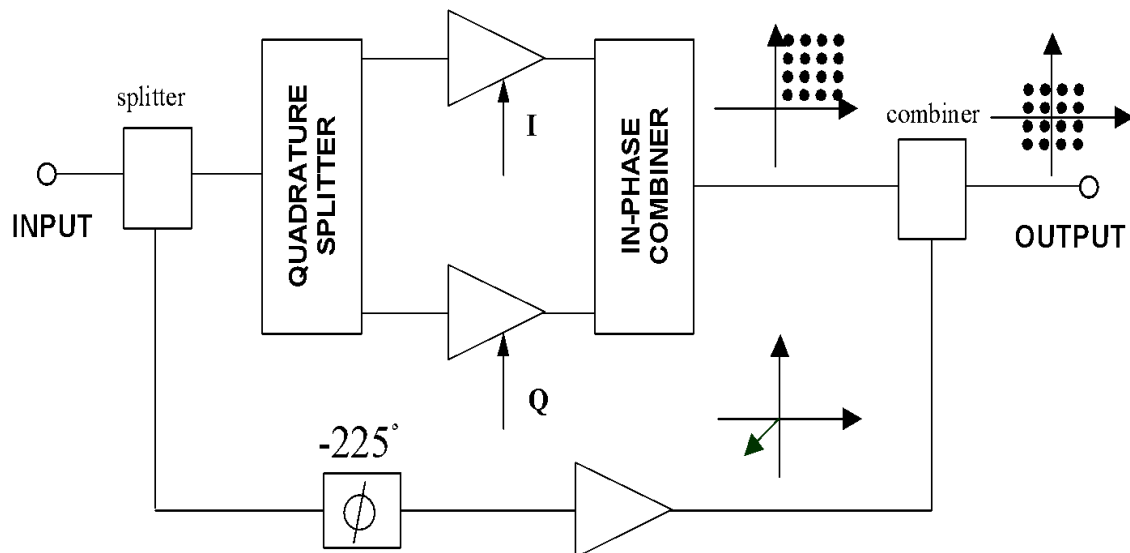 splitter
INPUT
QUADRATURE
SPLITTER
I
Q
IN-PHASE
COMBINER
combiner
OUTPUT
-225°
ϕ